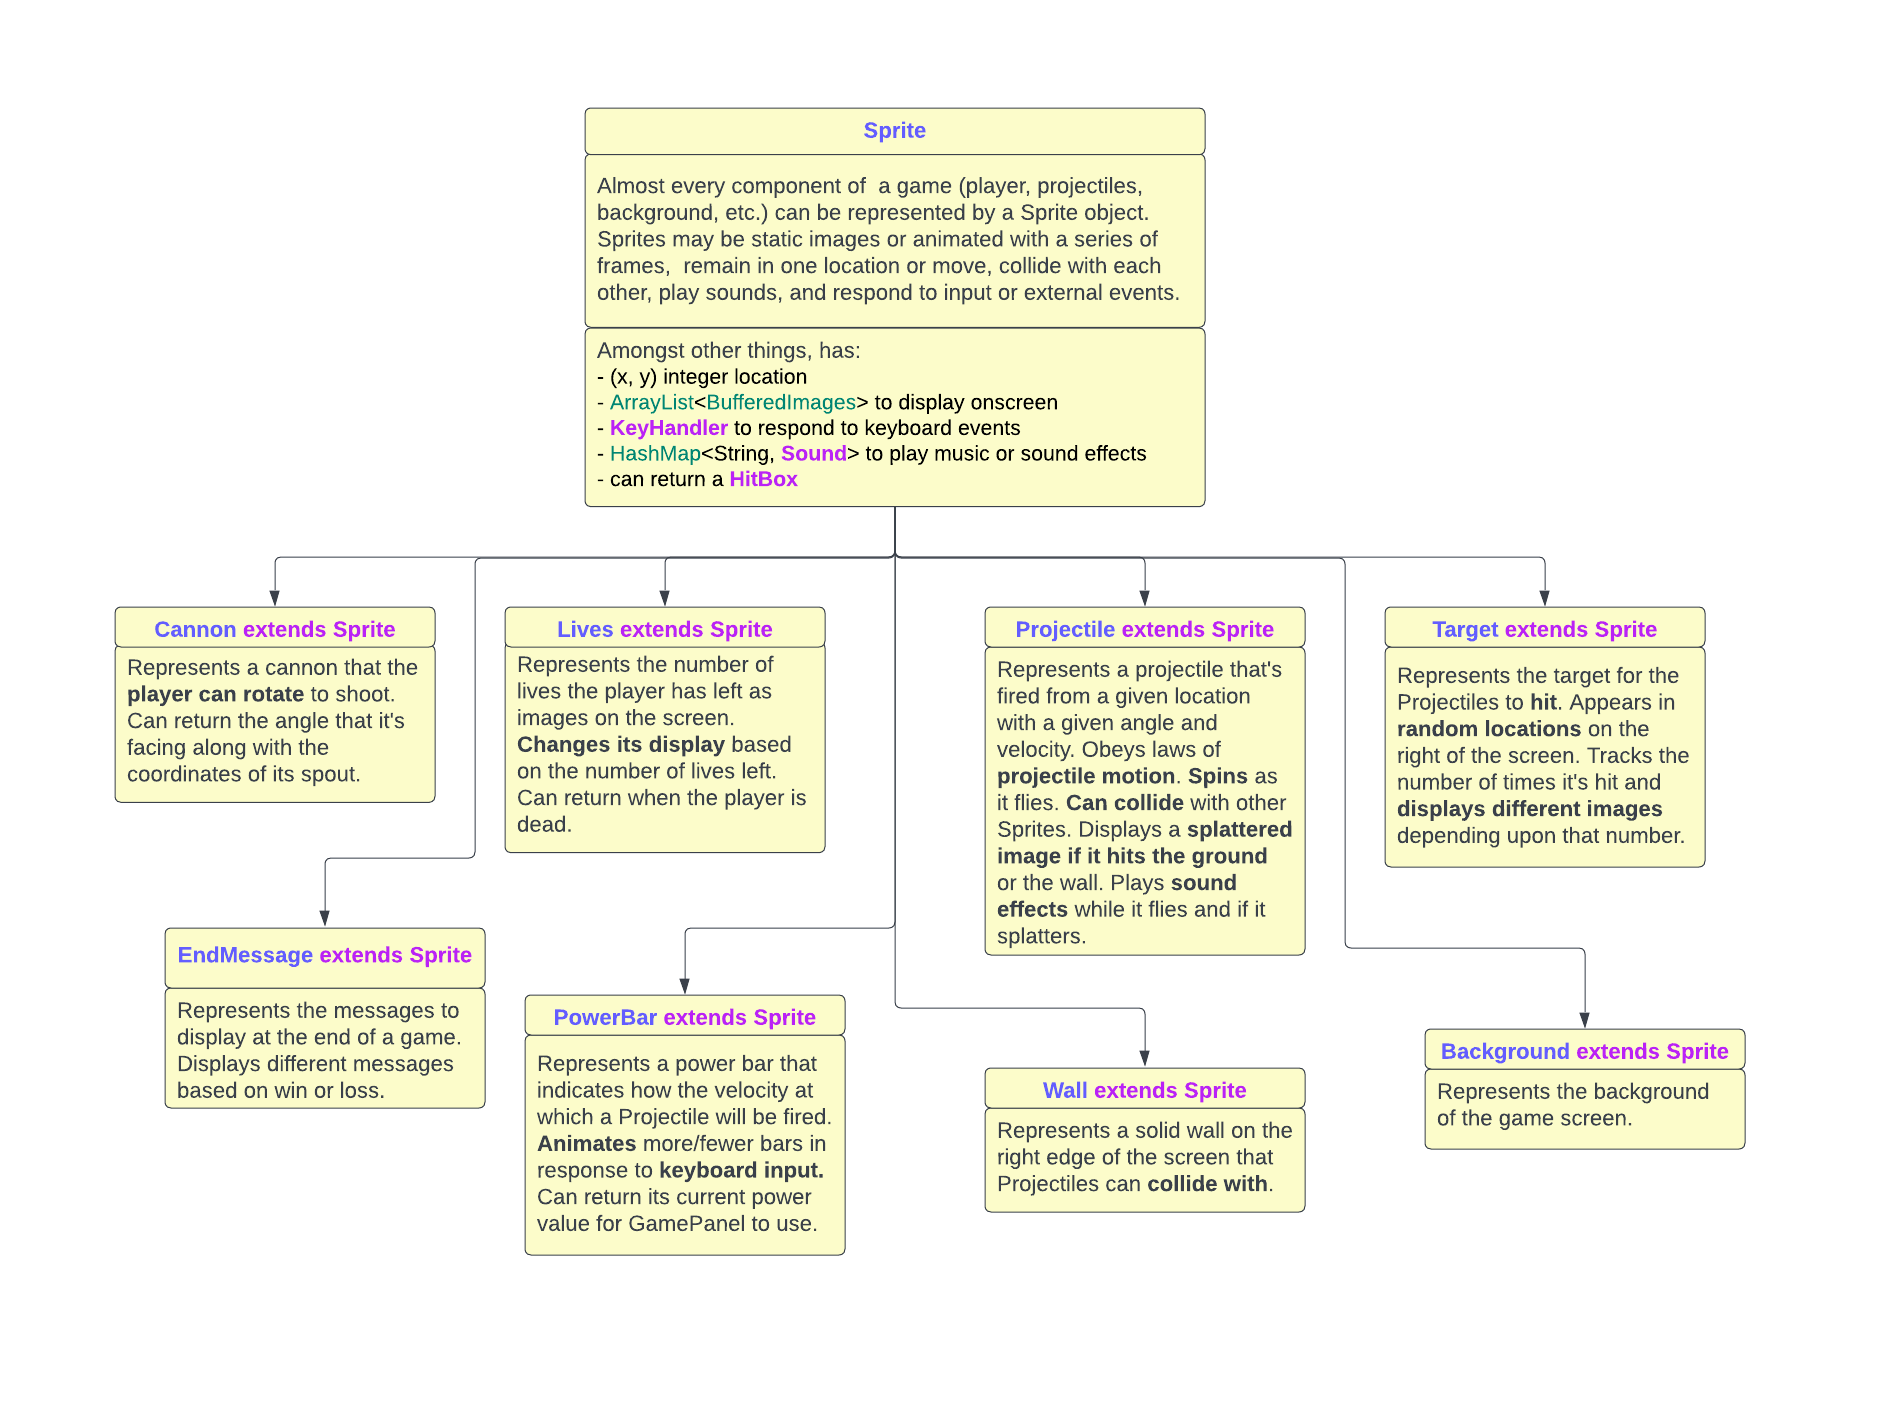 Sprite
Almost every component of  a game (player, projectiles,
background, etc.) can be represented by a Sprite object.
Sprites may be static images or animated with a series of
frames,  remain in one location or move, collide with each
other, play sounds, and respond to input or external events.
Amongst other things, has:
- (x, y) integer location
- ArrayList<BufferedImages> to display onscreen
- KeyHandler to respond to keyboard events
- HashMap<String, Sound> to play music or sound effects
- can return a HitBox
Cannon extends Sprite
Represents a cannon that the
player can rotate to shoot.
Can return the angle that it's
facing along with the
coordinates of its spout.
Lives extends Sprite
Represents the number of
lives the player has left as
images on the screen.
Changes its display based
on the number of lives left.
Can return when the player is
dead.
Projectile extends Sprite
Represents a projectile that's
fired from a given location
with a given angle and
velocity. Obeys laws of
projectile motion. Spins as
it flies. Can collide with other
Sprites. Displays a splattered
image if it hits the ground
or the wall. Plays sound
effects while it flies and if it
splatters.
Target extends Sprite
Represents the target for the
Projectiles to hit. Appears in
random locations on the
right of the screen. Tracks the
number of times it's hit and
displays different images
depending upon that number.
EndMessage extends Sprite
Represents the messages to
display at the end of a game.
Displays different messages
based on win or loss.
PowerBar extends Sprite
Represents a power bar that
indicates how the velocity at
which a Projectile will be fired.
Animates more/fewer bars in
response to keyboard input.
Can return its current power
value for GamePanel to use.
Wall extends Sprite
Represents a solid wall on the
right edge of the screen that
Projectiles can collide with.
Background extends Sprite
Represents the background
of the game screen.